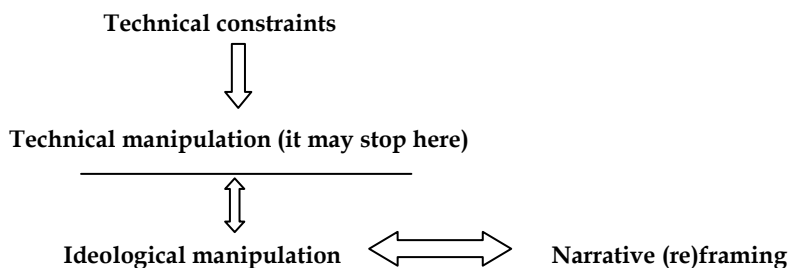 Technical constraints
Technical manipulation (it may stop here)
Ideological manipulation
Narrative (re)framing